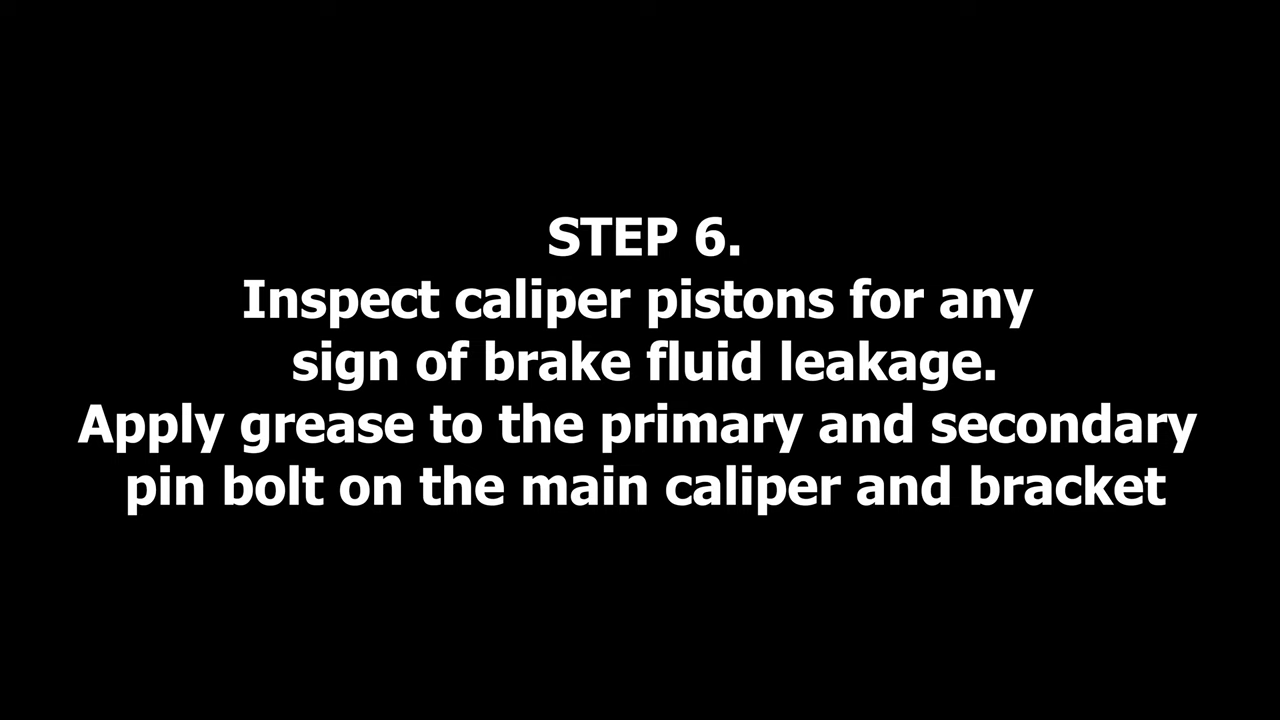 STEP 6.
Inspect caliper pistons for any
sign of brake fluid leakage.
Apply grease to the primary and secondary
pin bolt on the main caliper and bracket